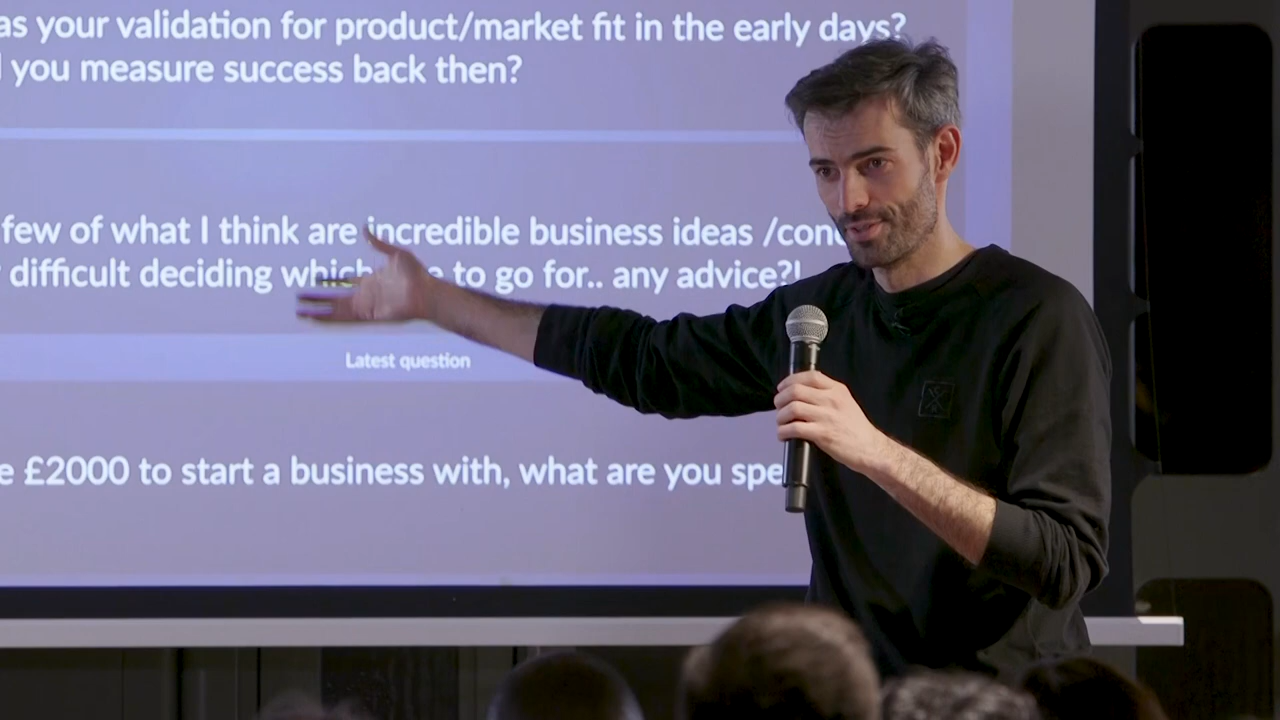 as your validation for product/market fit in the early days?
you measure success back then?
few of what I think are incredible business ideas /conc
difficult deciding which to go for.. any advice?!
Latest question
e £2000 to start a business with, what are you spe